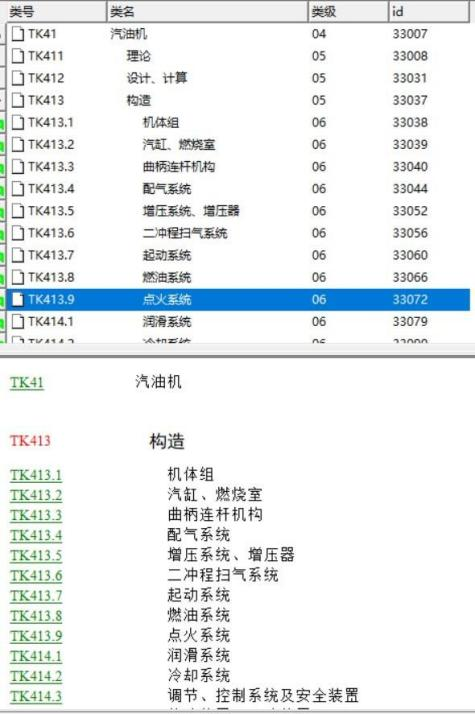 类号 类名 类级 id
TK41 汽油机 04 33007
TK411 理论 05 33008
TK412 设计、计算 05 33031
TK413 构造 05 33037
TK413.1 机体组 06 33038
TK413.2 汽缸、燃烧室 06 33039
TK413.3 曲柄连杆机构 06 33040
TK413.4 配气系统 06 33044
TK413.5 增压系统、增压器 06 33052
TK413.6 二冲程扫气系统 06 33056
TK413.7 起动系统 06 33060
TK413.8 燃油系统 06 33066
TK413.9 点火系统 06 33072
TK414.1 润滑系统 06 33079
TK414.2 冷却系统 06
TK41 汽油机
TK413 构造
TK413.1 机体组
TK413.2 汽缸、燃烧室
TK413.3 曲柄连杆机构
TK413.4 配气系统
TK413.5 增压系统、增压器
TK413.6 二冲程扫气系统
TK413.7 起动系统
TK413.8 燃油系统
TK413.9 点火系统
TK414.1 润滑系统
TK414.2 冷却系统
TK414.3 调节、控制系统及安全装置